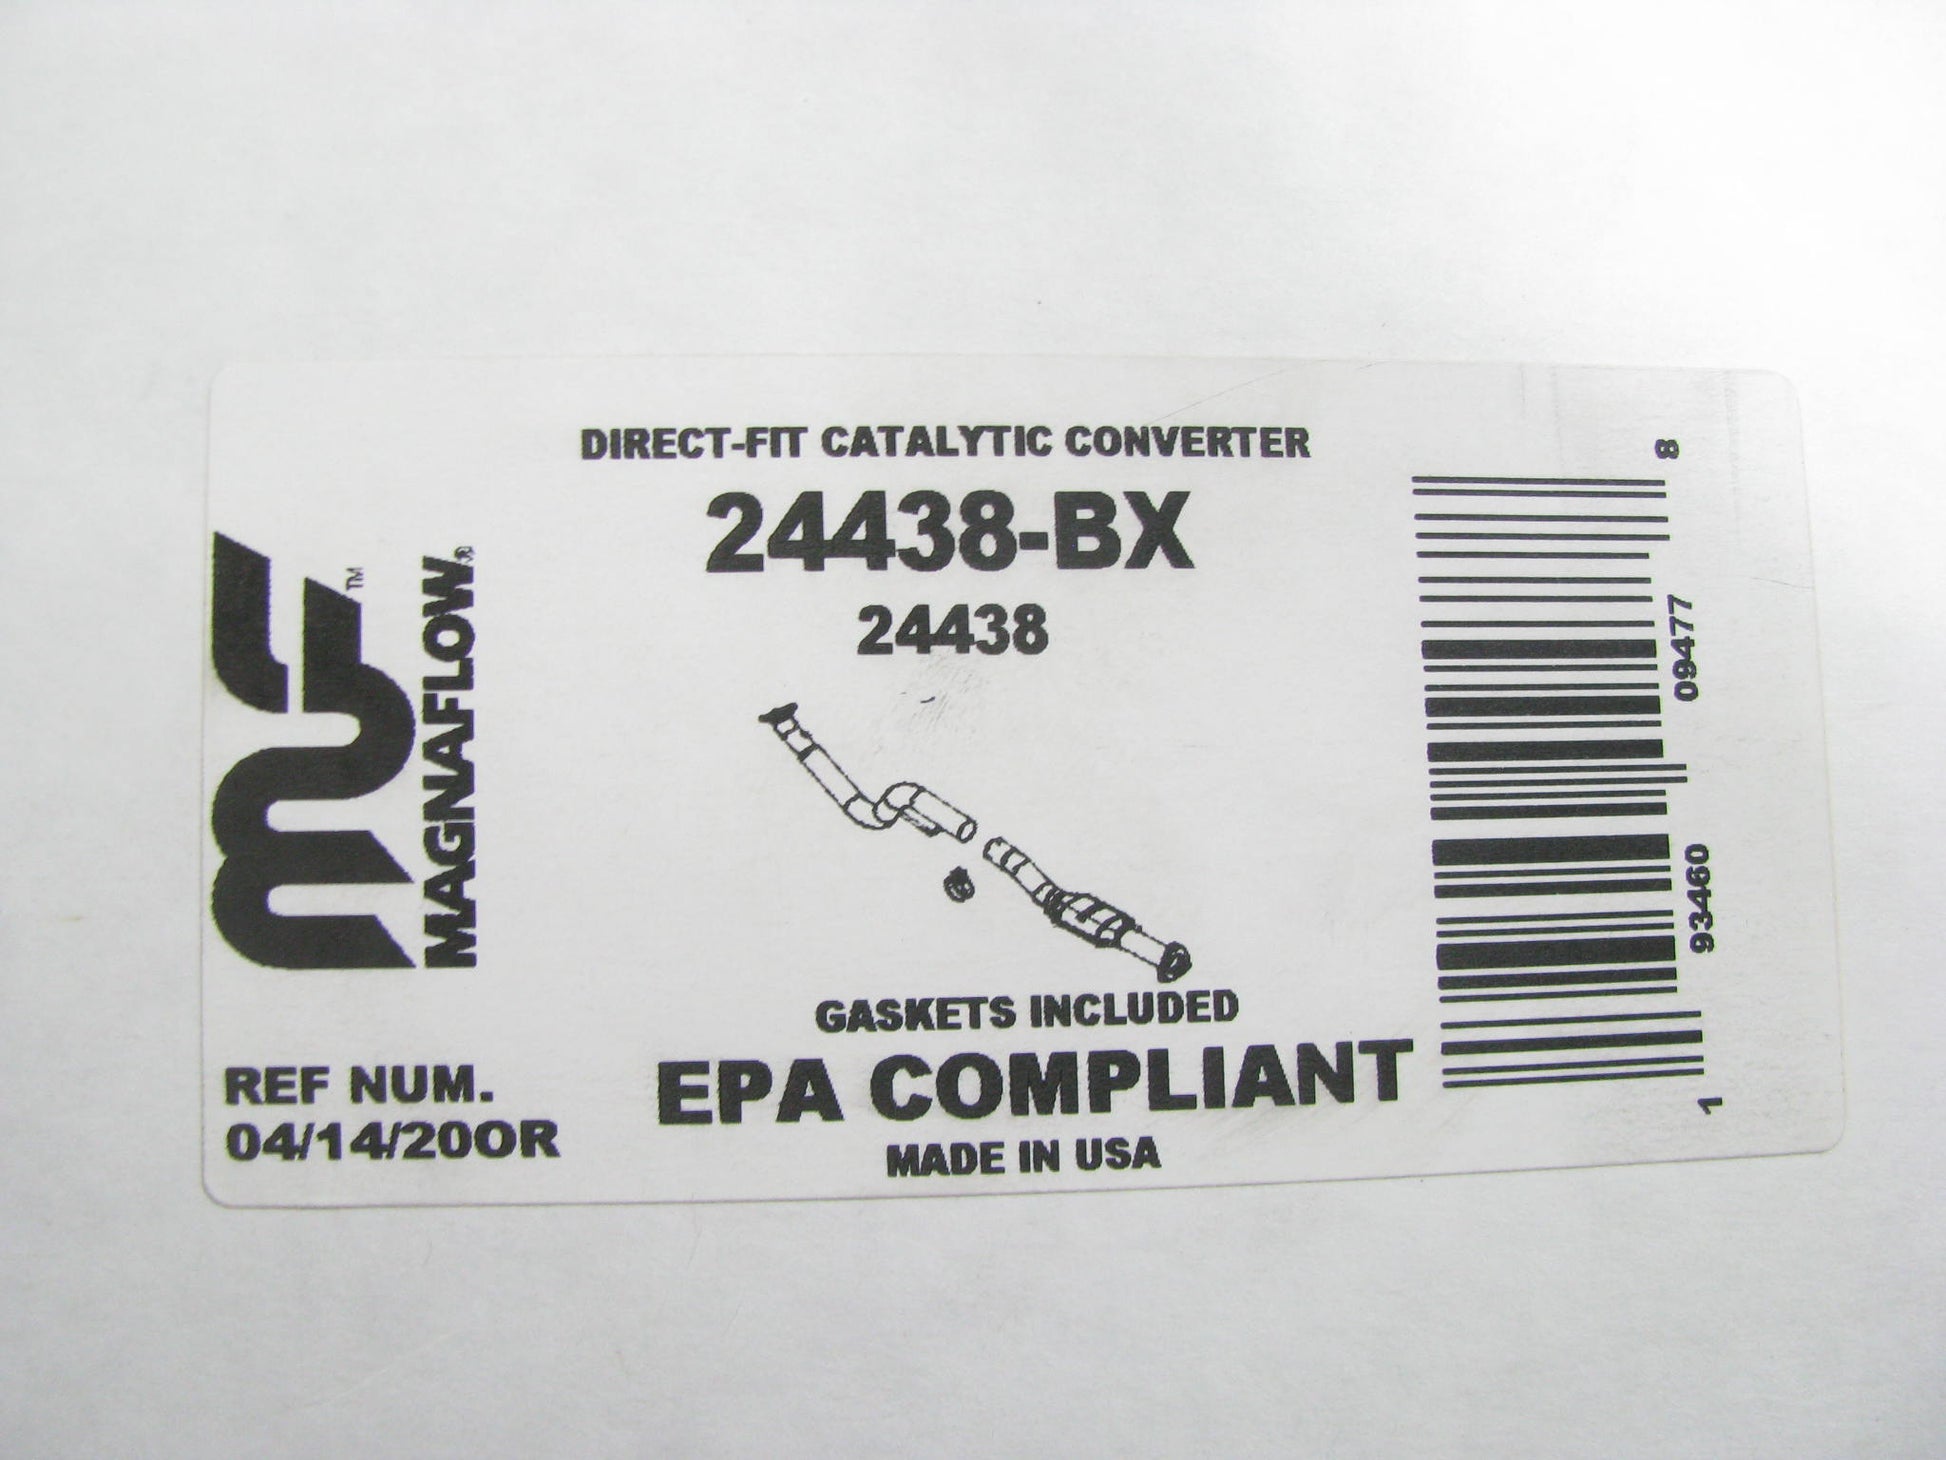 DIRECT-FIT CATALYTIC CONVERTER
24438-BX
24438
MAGNAFLOW®
TM
GASKETS INCLUDED
EPA COMPLIANT
MADE IN USA
REF NUM.
04/14/20OR
1 93460 09477 8